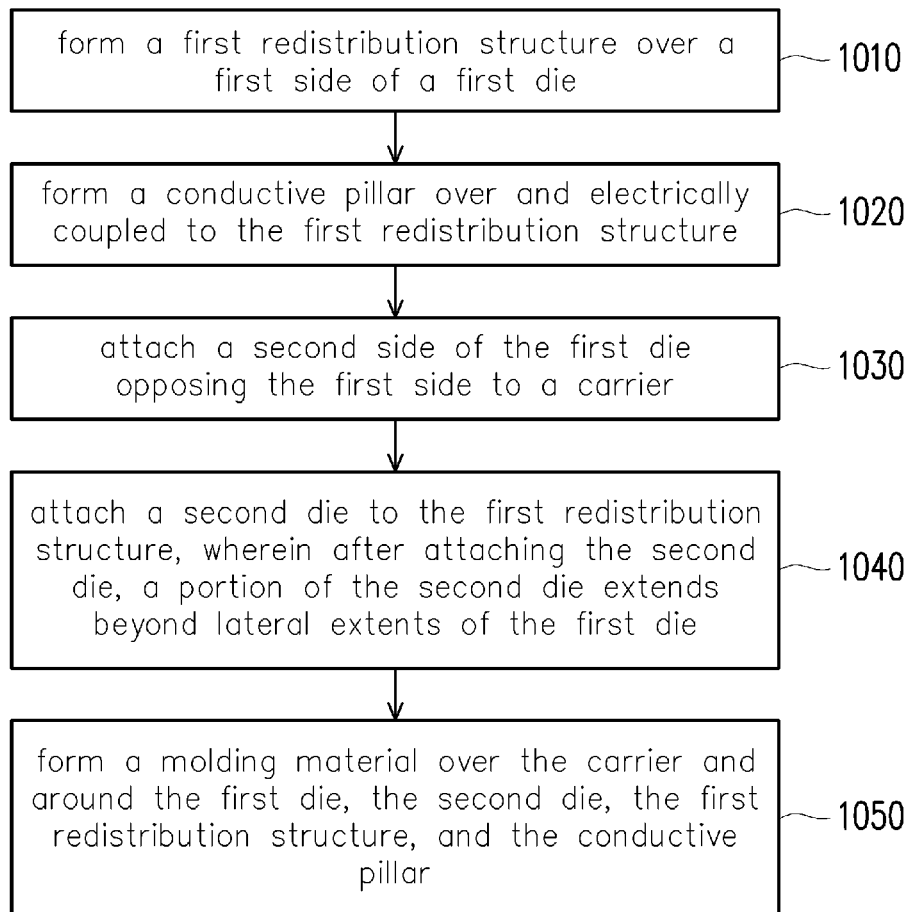 form a first redistribution structure over a
first side of a first die
1010
form a conductive pillar over and electrically
coupled to the first redistribution structure
1020
attach a second side of the first die
opposing the first side to a carrier
1030
attach a second die to the first redistribution
structure, wherein after attaching the second
die, a portion of the second die extends
beyond lateral extents of the first die
1040
form a molding material over the carrier and
around the first die, the second die, the first
redistribution structure, and the conductive
pillar
1050